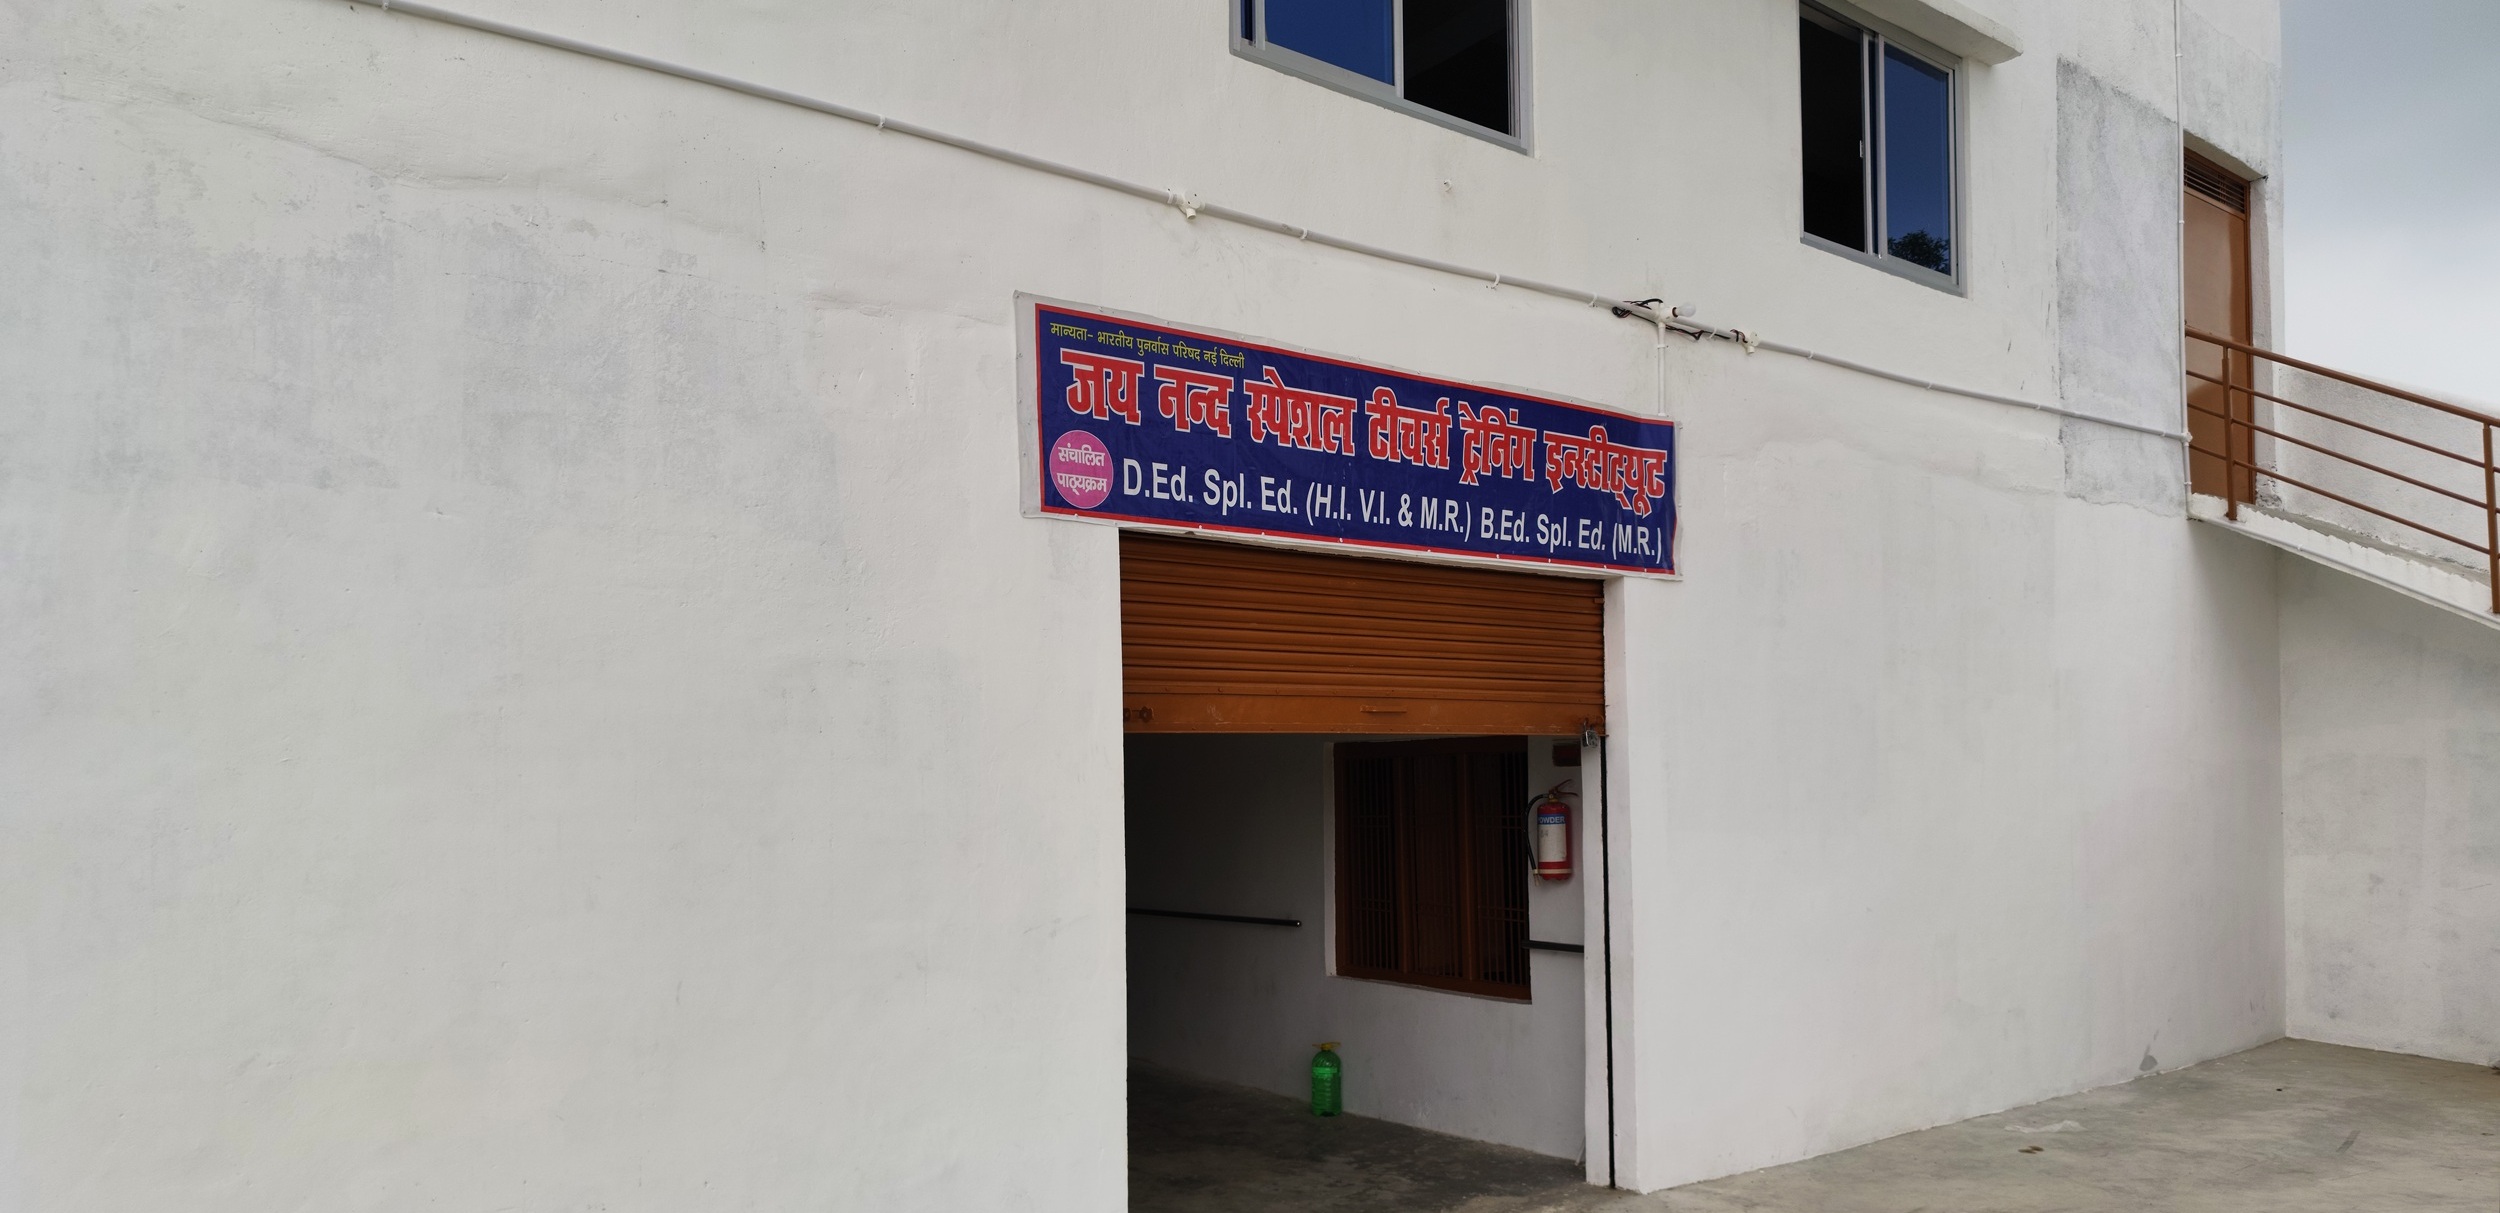 मान्यता- भारतीय पुनर्वास परिषद नई दिल्ली
जय नन्द स्पेशल टीचर्स ट्रेनिंग इन्स्टीट्यूट
संचालित
पाठ्यक्रम
D.Ed. Spl. Ed. (H.I. V.I. & M.R.) B.Ed. Spl. Ed. (M.R.)
POWDER